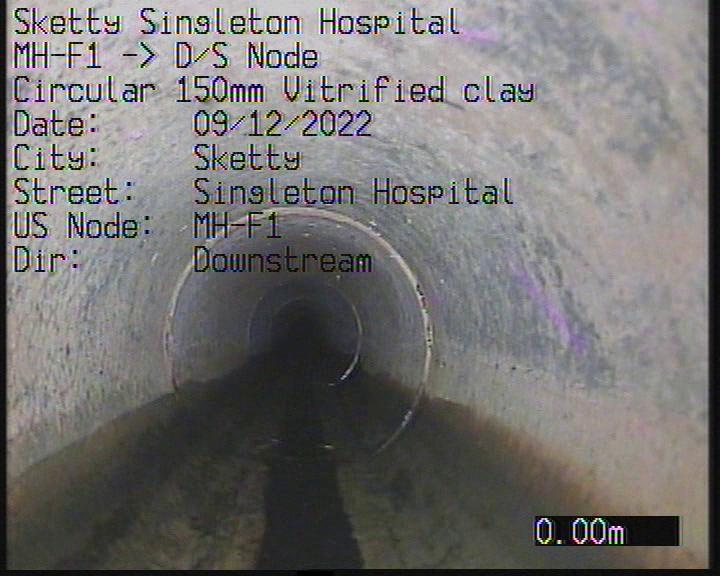 Sketty Singleton Hospital
MH-F1 -> D/S Node
Circular 150mm Vitrified clay
Date: 09/12/2022
City: Sketty
Street: Singleton Hospital
US Node: MH-F1
Dir: Downstream
0.00m